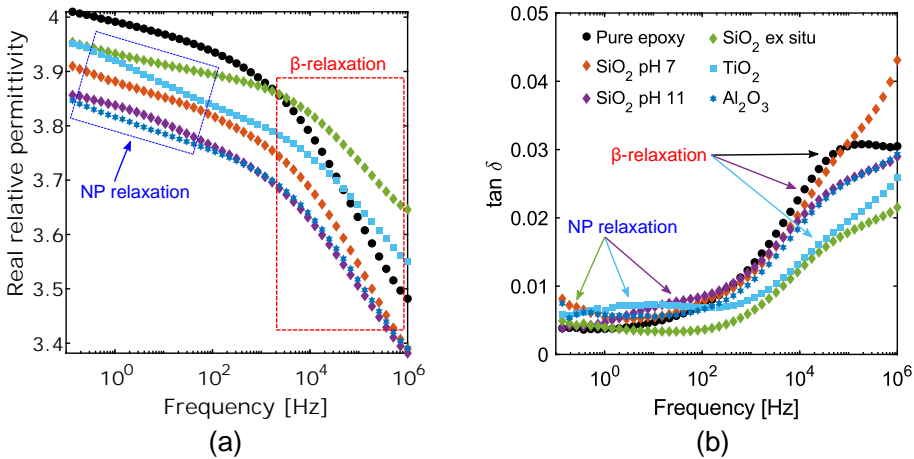 (a)
4
3.9
3.8
3.7
3.6
3.5
3.4
Real relative permittivity
β-relaxation
NP relaxation
10^0
10^2
10^4
10^6
Frequency [Hz]
(a)
(b)
0.05
0.04
0.03
0.02
0.01
0
tan δ
Pure epoxy
SiO₂ ex situ
SiO₂ pH 7
TiO₂
SiO₂ pH 11
Al₂O₃
β-relaxation
NP relaxation
10^0
10^2
10^4
10^6
Frequency [Hz]
(b)